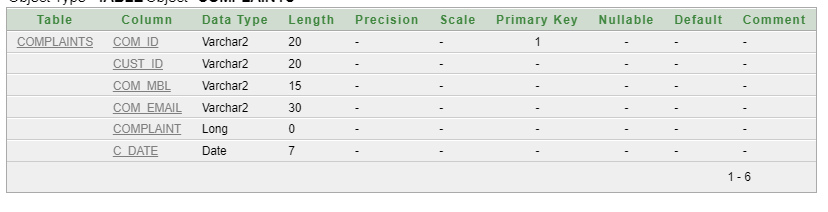 Table Column Data Type Length Precision Scale Primary Key Nullable Default Comment
COMPLAINTS COM_ID Varchar2 20 - - 1 - - -
CUST_ID Varchar2 20 - - - - - -
COM_MBL Varchar2 15 - - - - - -
COM_EMAIL Varchar2 30 - - - - - -
COMPLAINT Long 0 - - - - - -
C_DATE Date 7 - - - - - -
1 - 6